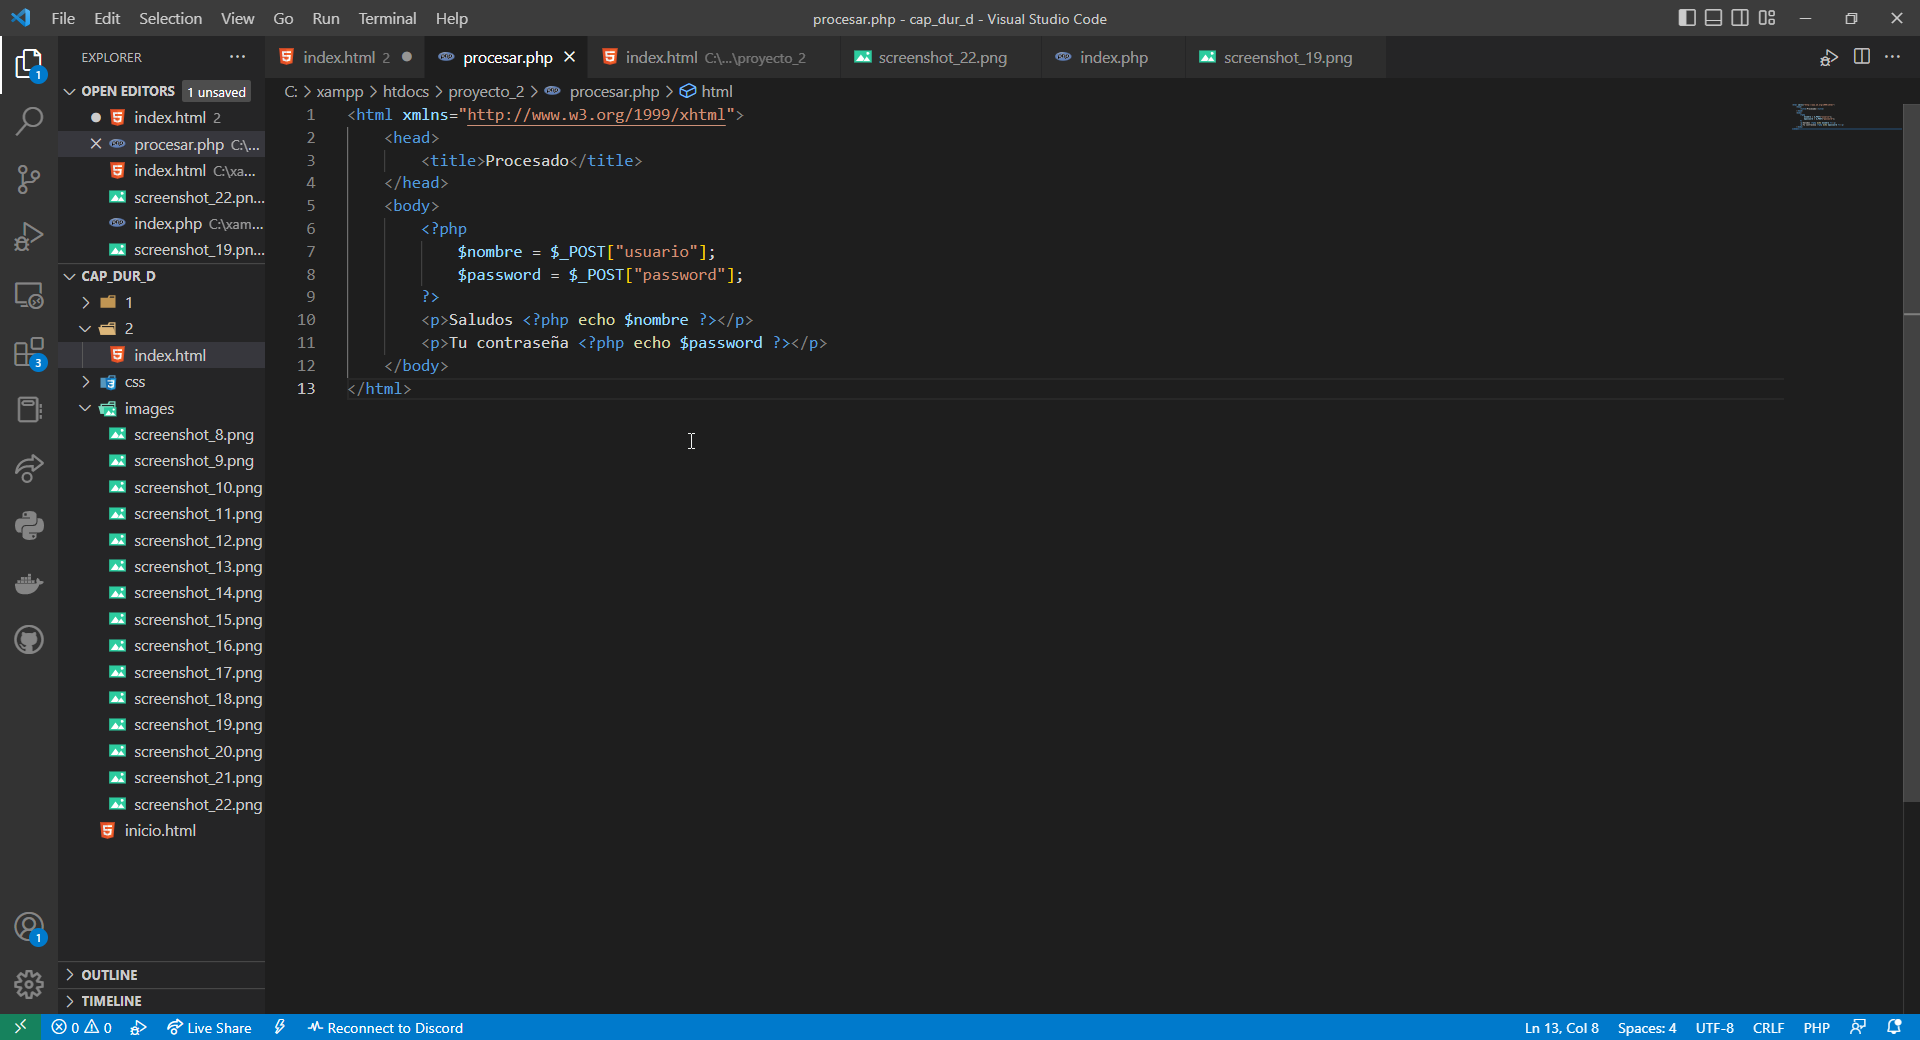 File Edit Selection View Go Run Terminal Help
procesar.php - cap_dur_d - Visual Studio Code
EXPLORER
index.html 2
procesar.php
index.html C:\...\proyecto_2
screenshot_22.png
index.php
screenshot_19.png
OPEN EDITORS 1 unsaved
index.html 2
procesar.php C:\...
index.html C:\xa...
screenshot_22.pn...
index.php C:\xam...
screenshot_19.pn...
CAP_DUR_D
1
2
index.html
css
images
screenshot_8.png
screenshot_9.png
screenshot_10.png
screenshot_11.png
screenshot_12.png
screenshot_13.png
screenshot_14.png
screenshot_15.png
screenshot_16.png
screenshot_17.png
screenshot_18.png
screenshot_19.png
screenshot_20.png
screenshot_21.png
screenshot_22.png
inicio.html
OUTLINE
TIMELINE
1
3
1
C: > xampp > htdocs > proyecto_2 > procesar.php > html
1 <html xmlns="http://www.w3.org/1999/xhtml">
2 <head>
3 <title>Procesado</title>
4 </head>
5 <body>
6 <?php
7 $nombre = $_POST["usuario"];
8 $password = $_POST["password"];
9 ?>
10 <p>Saludos <?php echo $nombre ?></p>
11 <p>Tu contraseña <?php echo $password ?></p>
12 </body>
13 </html>
0 0 Live Share Reconnect to Discord
Ln 13, Col 8 Spaces: 4 UTF-8 CRLF PHP